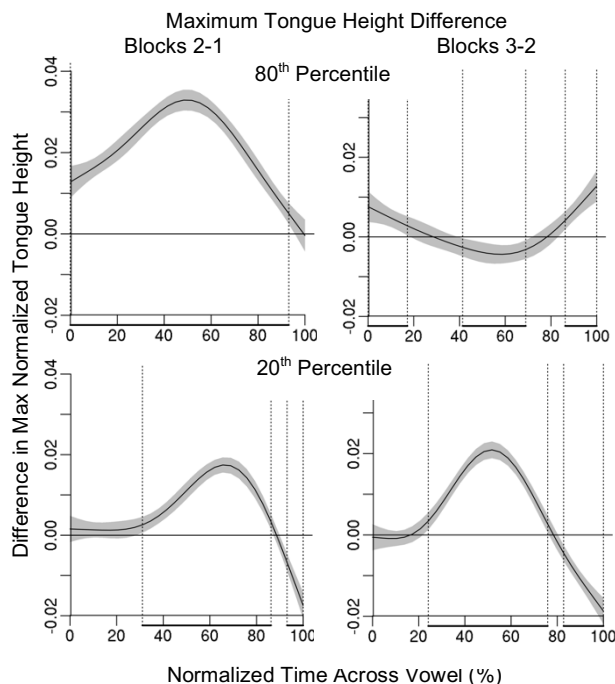 Maximum Tongue Height Difference
Blocks 2-1
Blocks 3-2
80th Percentile
0.04
0.02
0.00
-0.02
0 20 40 60 80 100
0.02
0.00
-0.02
0 20 40 60 80 100
20th Percentile
0.04
0.02
0.00
-0.02
0 20 40 60 80 100
0.02
0.00
-0.02
0 20 40 60 80 100
Difference in Max Normalized Tongue Height
Normalized Time Across Vowel (%)